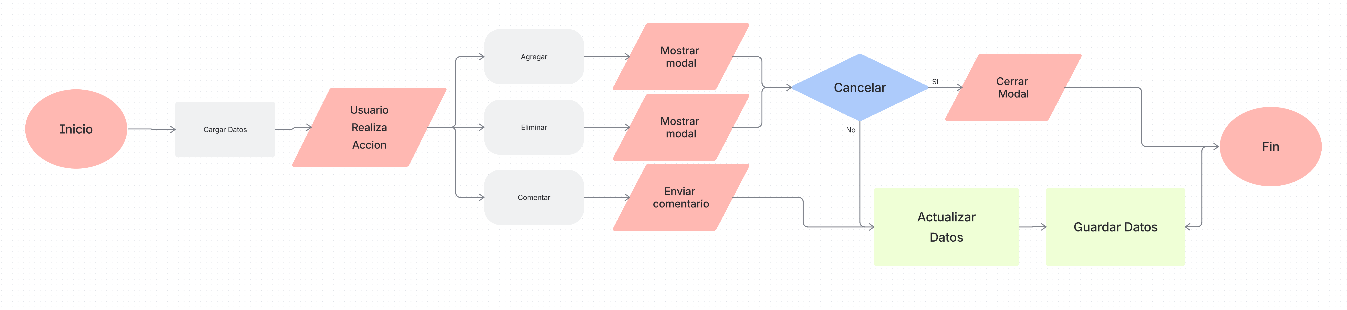 Inicio
Cargar Datos
Usuario
Realiza
Accion
Agregar
Eliminar
Comentar
Mostrar
modal
Mostrar
modal
Enviar
comentario
Cancelar
SI
No
Cerrar
Modal
Actualizar
Datos
Guardar Datos
Fin